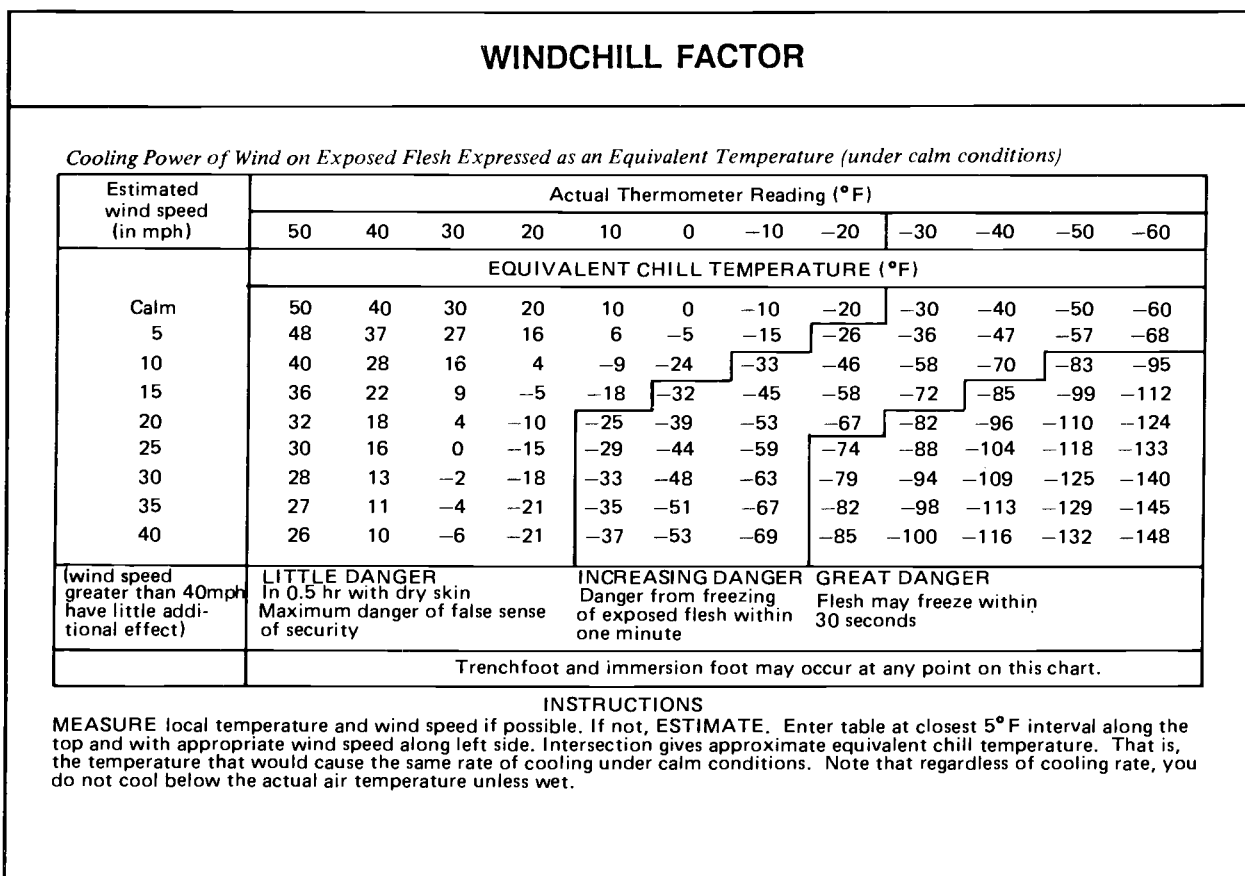 WINDCHILL FACTOR
Cooling Power of Wind on Exposed Flesh Expressed as an Equivalent Temperature (under calm conditions)
Estimated wind speed (in mph)
Actual Thermometer Reading (°F)
50 40 30 20 10 0 −10 −20 −30 −40 −50 −60
EQUIVALENT CHILL TEMPERATURE (°F)
Calm 50 40 30 20 10 0 −10 −20 −30 −40 −50 −60
5 48 37 27 16 6 −5 −15 −26 −36 −47 −57 −68
10 40 28 16 4 −9 −24 −33 −46 −58 −70 −83 −95
15 36 22 9 −5 −18 −32 −45 −58 −72 −85 −99 −112
20 32 18 4 −10 −25 −39 −53 −67 −82 −96 −110 −124
25 30 16 0 −15 −29 −44 −59 −74 −88 −104 −118 −133
30 28 13 −2 −18 −33 −48 −63 −79 −94 −109 −125 −140
35 27 11 −4 −21 −35 −51 −67 −82 −98 −113 −129 −145
40 26 10 −6 −21 −37 −53 −69 −85 −100 −116 −132 −148
(wind speed
greater than 40mph
have little addi-
tional effect)
LITTLE DANGER
In 0.5 hr with dry skin
Maximum danger of false sense
of security
INCREASING DANGER
Danger from freezing
of exposed flesh within
one minute
GREAT DANGER
Flesh may freeze within
30 seconds
Trenchfoot and immersion foot may occur at any point on this chart.
INSTRUCTIONS
MEASURE local temperature and wind speed if possible. If not, ESTIMATE. Enter table at closest 5°F interval along the
top and with appropriate wind speed along left side. Intersection gives approximate equivalent chill temperature. That is,
the temperature that would cause the same rate of cooling under calm conditions. Note that regardless of cooling rate, you
do not cool below the actual air temperature unless wet.